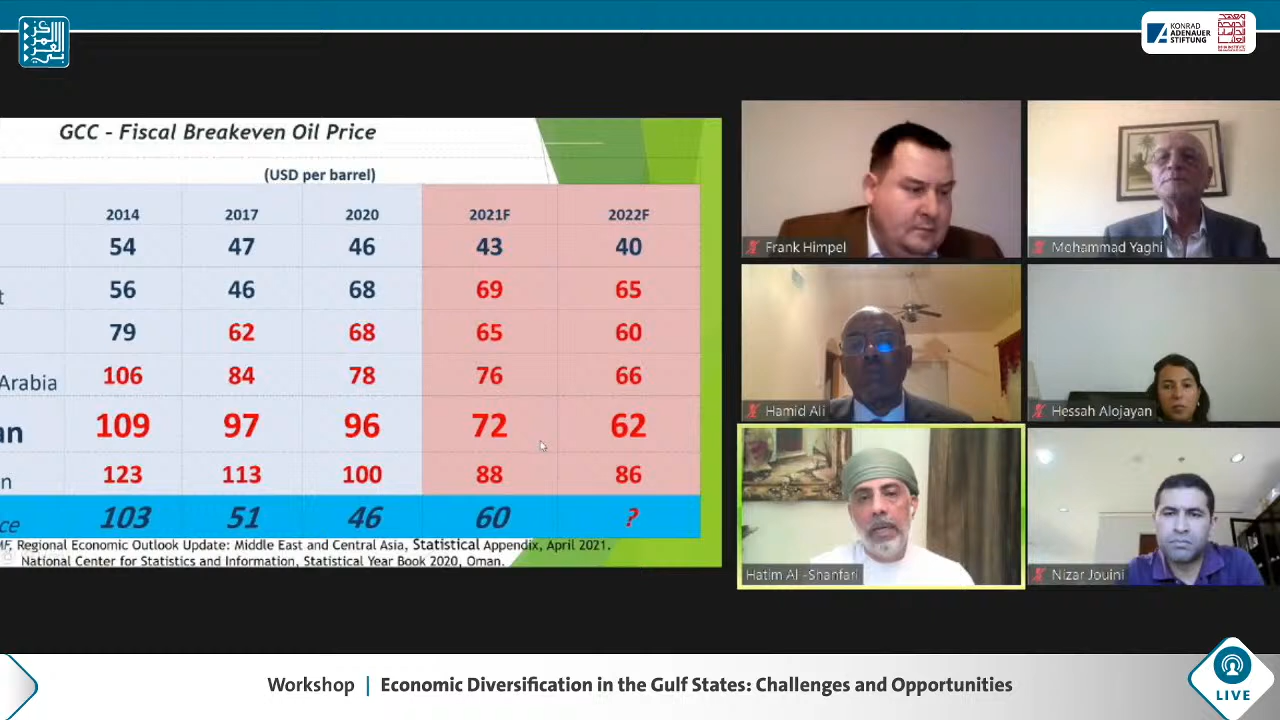 KONRAD
ADENAUER
STIFTUNG
GCC - Fiscal Breakeven Oil Price
(USD per barrel)
2014 2017 2020 2021F 2022F
54 47 46 43 40
t 56 46 68 69 65
79 62 68 65 60
Arabia 106 84 78 76 66
an 109 97 96 72 62
n 123 113 100 88 86
ce 103 51 46 60 ?
MF, Regional Economic Outlook Update: Middle East and Central Asia, Statistical Appendix, April 2021.
National Center for Statistics and Information, Statistical Year Book 2020, Oman.
Frank Himpel
Mohammad Yaghi
Hamid Ali
Hessah Alojayan
Hatim Al -Shanfari
Nizar Jouini
Workshop | Economic Diversification in the Gulf States: Challenges and Opportunities
LIVE